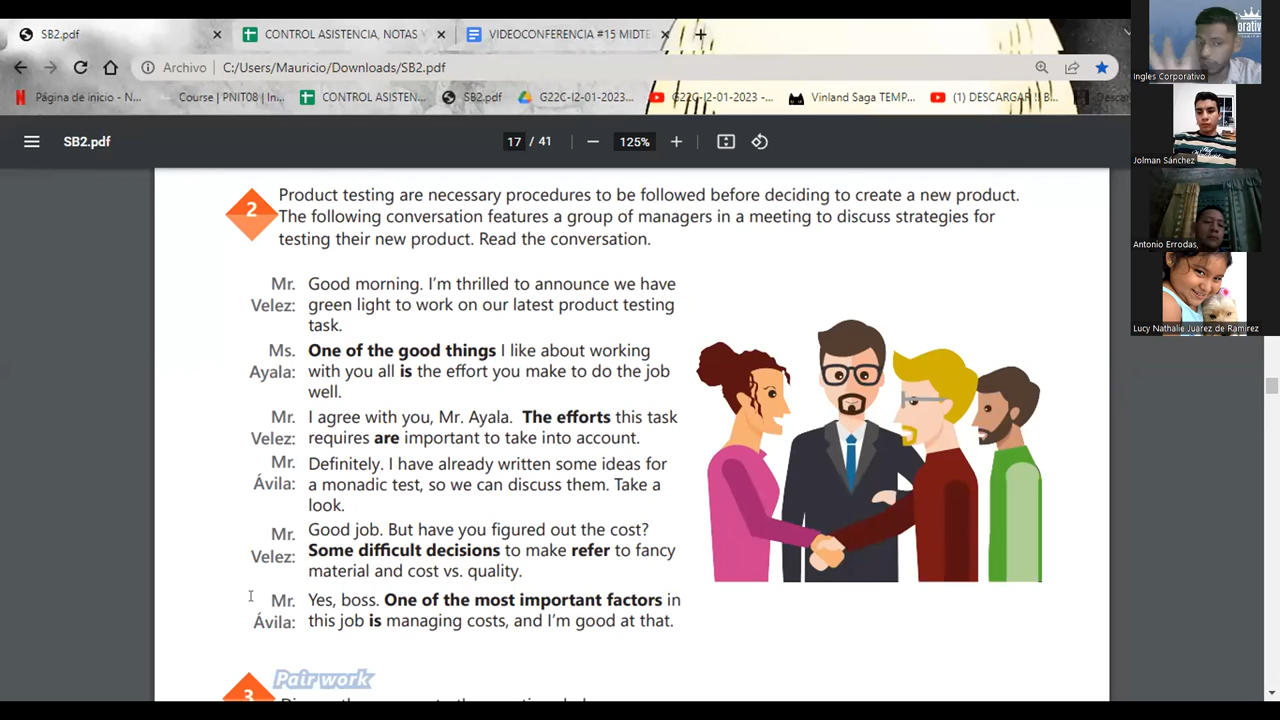 SB2.pdf
CONTROL ASISTENCIA, NOTAS Y
VIDEOCONFERENCIA #15 MIDTE
Archivo
C:/Users/Mauricio/Downloads/SB2.pdf
Página de inicio - N...
Course | PNIT08 | In...
CONTROL ASISTEN...
SB2.pdf
G22C-I2-01-2023...
G22C-I2-01-2023 -...
Vinland Saga TEMP...
(1) DESCARGAR !! B...
SB2.pdf
17 / 41
125%
Ingles Corporativo
Jolman Sánchez
Antonio Errodas,
Lucy Nathalie Juarez de Ramirez
2
Product testing are necessary procedures to be followed before deciding to create a new product.
The following conversation features a group of managers in a meeting to discuss strategies for
testing their new product. Read the conversation.
Mr. Good morning. I'm thrilled to announce we have
Velez: green light to work on our latest product testing
task.
Ms. One of the good things I like about working
Ayala: with you all is the effort you make to do the job
well.
Mr. I agree with you, Mr. Ayala. The efforts this task
Velez: requires are important to take into account.
Mr. Definitely. I have already written some ideas for
Ávila: a monadic test, so we can discuss them. Take a
look.
Mr. Good job. But have you figured out the cost?
Velez: Some difficult decisions to make refer to fancy
material and cost vs. quality.
Mr. Yes, boss. One of the most important factors in
Ávila: this job is managing costs, and I'm good at that.
3
Pair work